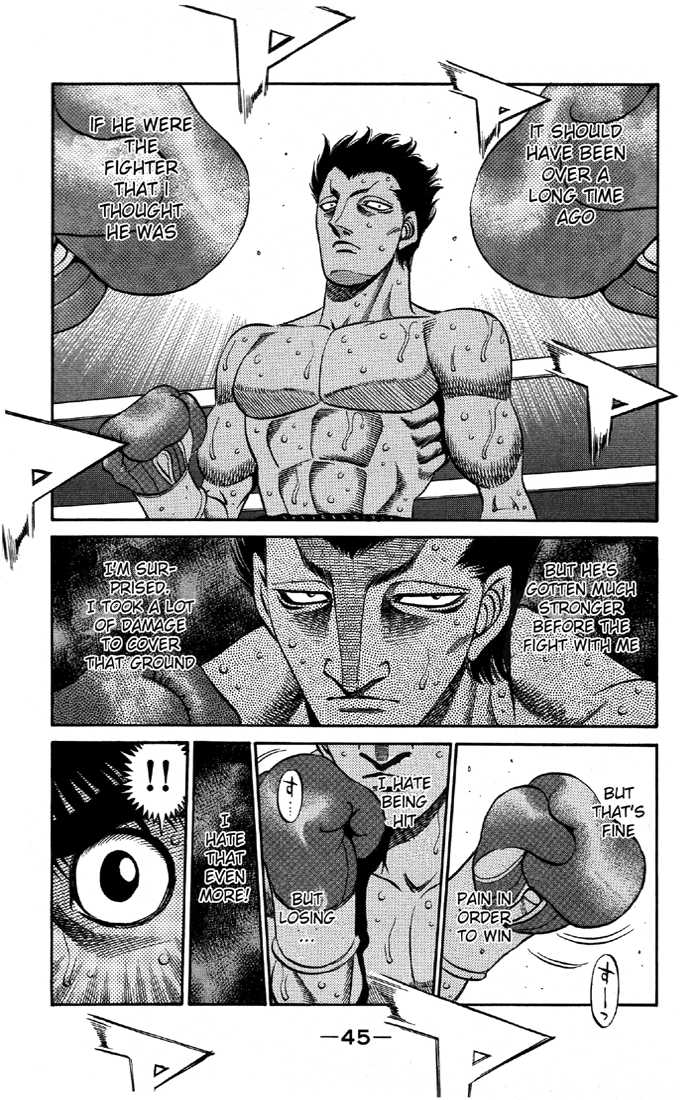 IT SHOULD
HAVE BEEN
OVER A
LONG TIME
AGO
IF HE WERE
THE
FIGHTER
THAT I
THOUGHT
HE WAS
BUT HE'S
GOTTEN MUCH
STRONGER
BEFORE THE
FIGHT WITH ME
I'M SUR-
PRISED.
I TOOK A LOT
OF DAMAGE
TO COVER
THAT GROUND
BUT
THAT'S
FINE
PAIN IN
ORDER
TO WIN
すーっ
I HATE
BEING
HIT
す…
BUT
LOSING
...
I
HATE
THAT
EVEN
MORE!
!!
—45—